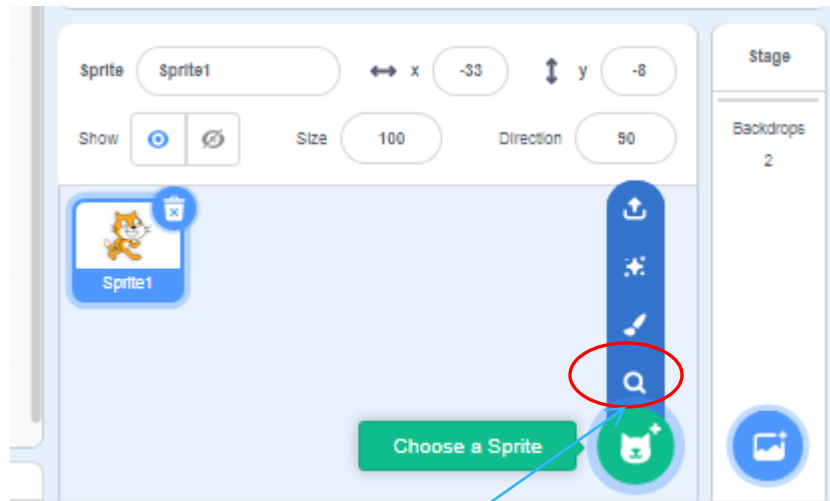 Sprite Sprite1 x -33 y -8
Show Size 100 Direction 90
Sprite1
Choose a Sprite
Stage
Backdrops
2